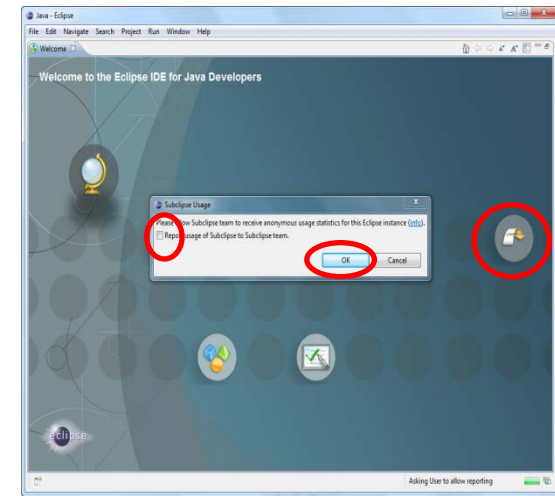 Java - Eclipse
File Edit Navigate Search Project Run Window Help
Welcome
Welcome to the Eclipse IDE for Java Developers
Subclipse Usage
Please allow Subclipse team to receive anonymous usage statistics for this Eclipse instance (info).
Report usage of Subclipse to Subclipse team.
OK Cancel
eclipse
Asking User to allow reporting